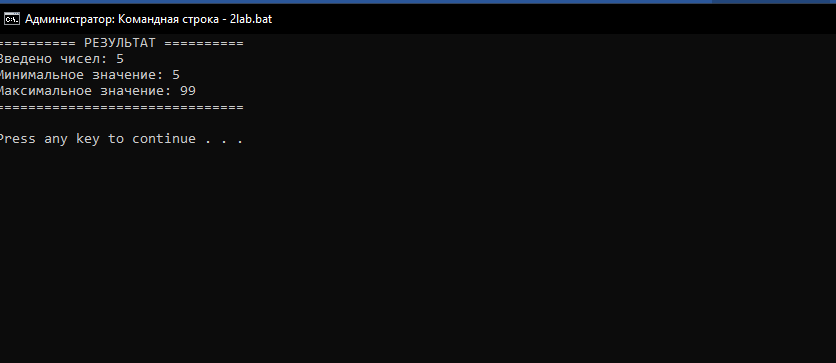 Администратор: Командная строка - 2lab.bat
========== РЕЗУЛЬТАТ ==========
Введено чисел: 5
Минимальное значение: 5
Максимальное значение: 99
===============================
Press any key to continue . . .